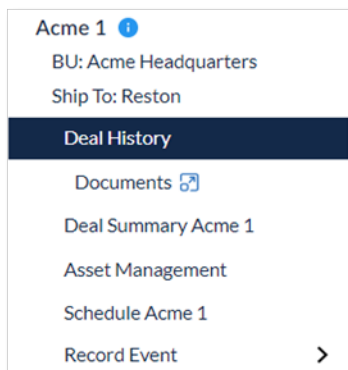 Acme 1
BU: Acme Headquarters
Ship To: Reston
Deal History
Documents
Deal Summary Acme 1
Asset Management
Schedule Acme 1
Record Event